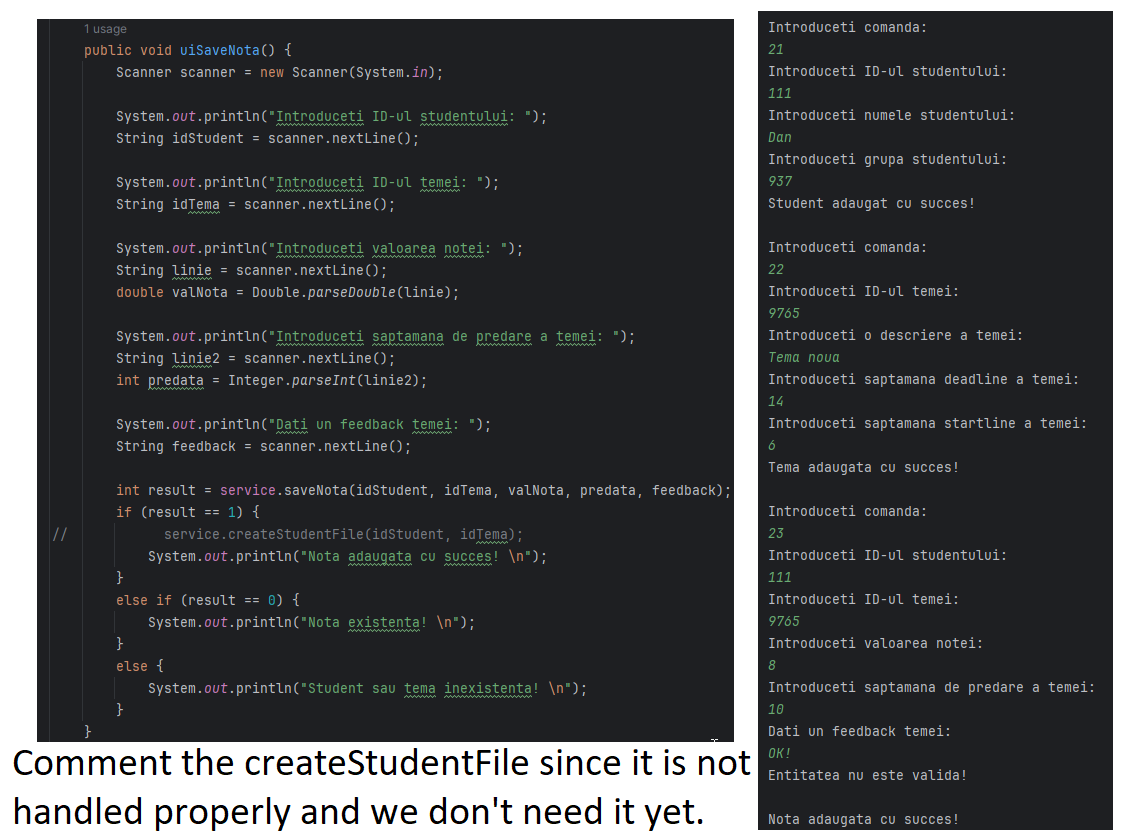 1 usage
public void uiSaveNota() {
Scanner scanner = new Scanner(System.in);
System.out.println("Introduceti ID-ul studentului: ");
String idStudent = scanner.nextLine();
System.out.println("Introduceti ID-ul temei: ");
String idTema = scanner.nextLine();
System.out.println("Introduceti valoarea notei: ");
String linie = scanner.nextLine();
double valNota = Double.parseDouble(linie);
System.out.println("Introduceti saptamana de predare a temei: ");
String linie2 = scanner.nextLine();
int predata = Integer.parseInt(linie2);
System.out.println("Dati un feedback temei: ");
String feedback = scanner.nextLine();
int result = service.saveNota(idStudent, idTema, valNota, predata, feedback);
if (result == 1) {
// service.createStudentFile(idStudent, idTema);
System.out.println("Nota adaugata cu succes! \n");
}
else if (result == 0) {
System.out.println("Nota existenta! \n");
}
else {
System.out.println("Student sau tema inexistenta! \n");
}
}
Comment the createStudentFile since it is not
handled properly and we don't need it yet.
Introduceti comanda:
21
Introduceti ID-ul studentului:
111
Introduceti numele studentului:
Dan
Introduceti grupa studentului:
937
Student adaugat cu succes!
Introduceti comanda:
22
Introduceti ID-ul temei:
9765
Introduceti o descriere a temei:
Tema noua
Introduceti saptamana deadline a temei:
14
Introduceti saptamana startline a temei:
6
Tema adaugata cu succes!
Introduceti comanda:
23
Introduceti ID-ul studentului:
111
Introduceti ID-ul temei:
9765
Introduceti valoarea notei:
8
Introduceti saptamana de predare a temei:
10
Dati un feedback temei:
OK!
Entitatea nu este valida!
Nota adaugata cu succes!